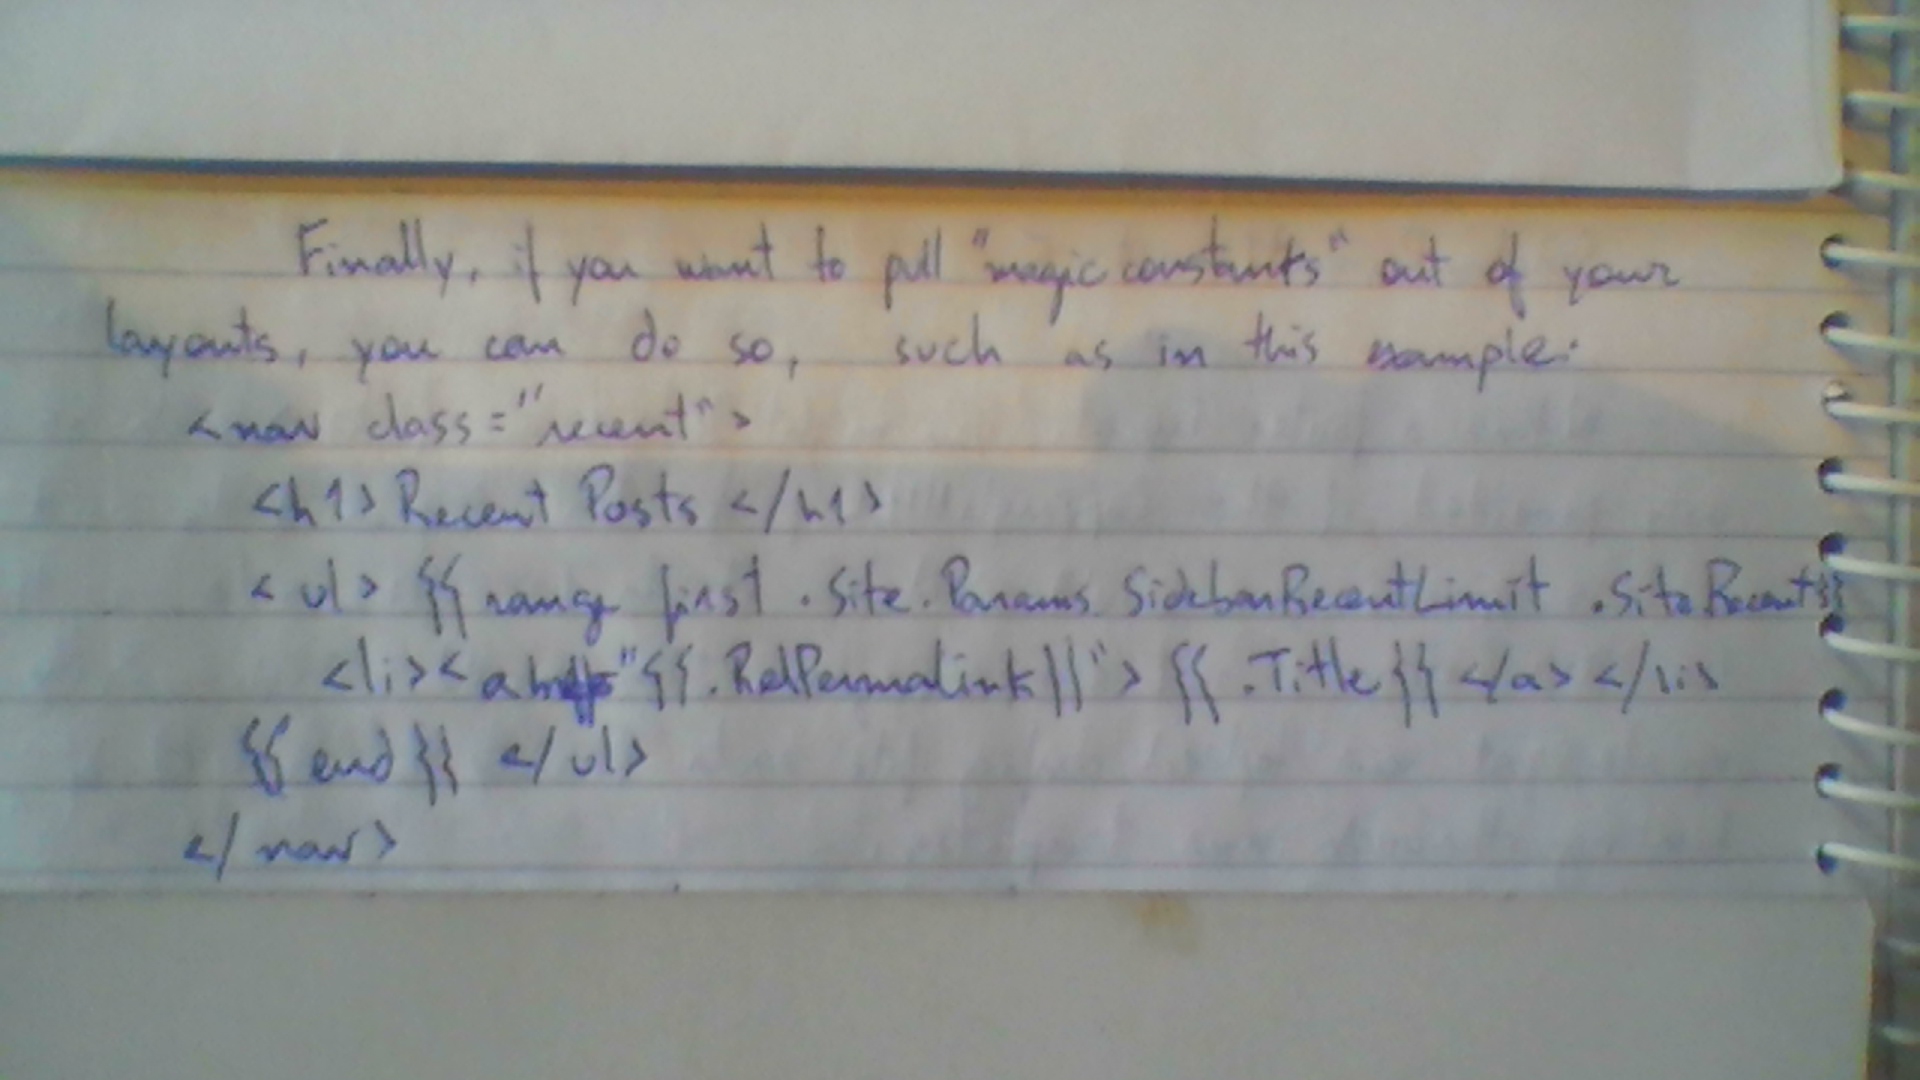 Finally, if you want to pull "magic constants" out of your
layouts, you can do so, such as in this example:
<nav class="recent">
<h1> Recent Posts </h1>
<ul> {{ range first .Site.Params.SidebarRecentLimit .Site.Recent}}
<li>< a "{{ .RelPermalink}}"> {{ .Title }} </a> </li>
{{ end }} </ul>
</nav>